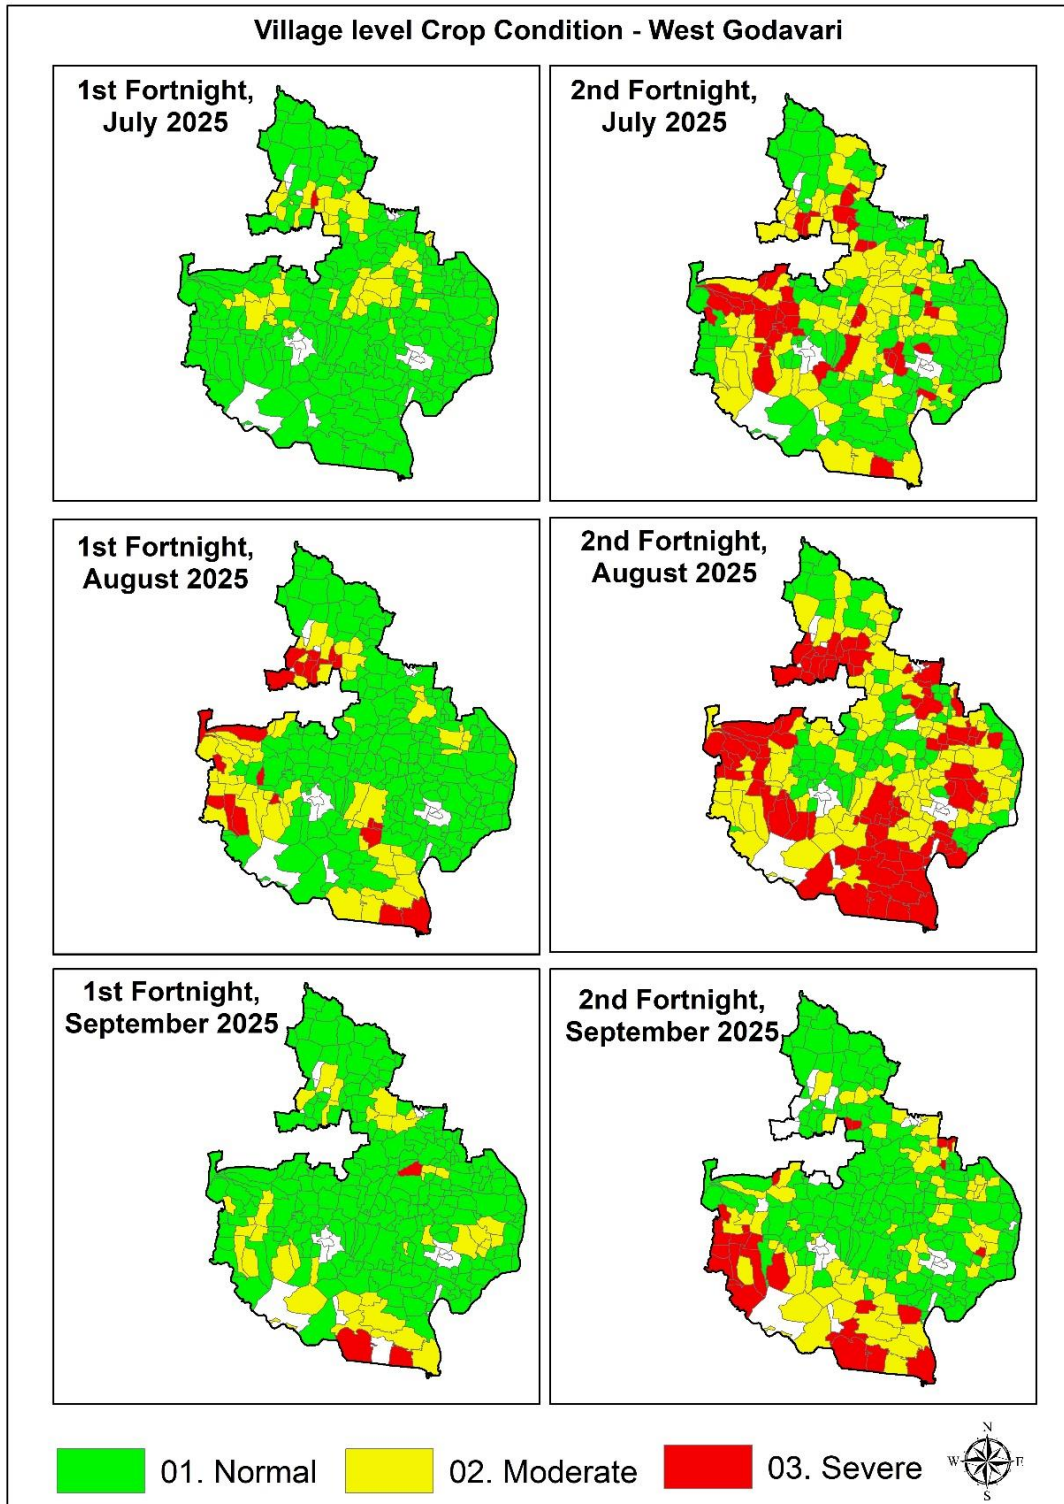 Village level Crop Condition - West Godavari
1st Fortnight,
July 2025
2nd Fortnight,
July 2025
1st Fortnight,
August 2025
2nd Fortnight,
August 2025
1st Fortnight,
September 2025
2nd Fortnight,
September 2025
01. Normal
02. Moderate
03. Severe
N
W
E
S